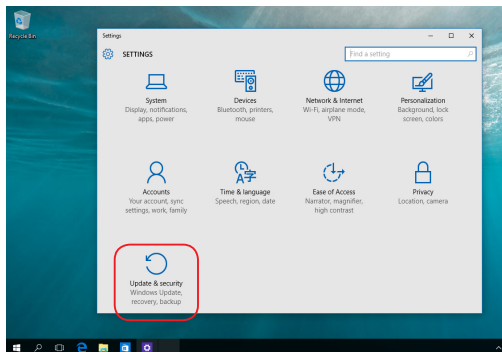 Recycle Bin
Settings
SETTINGS
Find a setting
System
Display, notifications,
apps, power
Devices
Bluetooth, printers,
mouse
Network & Internet
Wi-Fi, airplane mode,
VPN
Personalization
Background, lock
screen, colors
Accounts
Your account, sync
settings, work, family
Time & language
Speech, region, date
Ease of Access
Narrator, magnifier,
high contrast
Privacy
Location, camera
Update & security
Windows Update,
recovery, backup